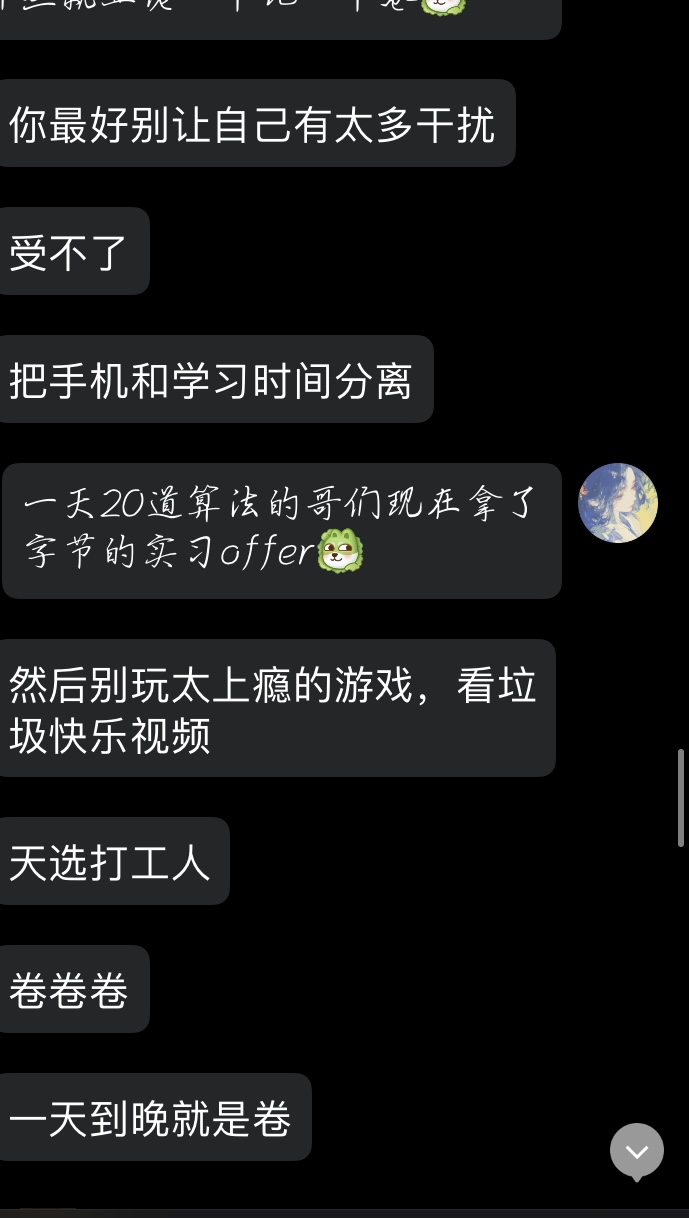 你最好别让自己有太多干扰
受不了
把手机和学习时间分离
一天20道算法的哥们现在拿了
字节的实习offer
然后别玩太上瘾的游戏，看垃
圾快乐视频
天选打工人
卷卷卷
一天到晚就是卷